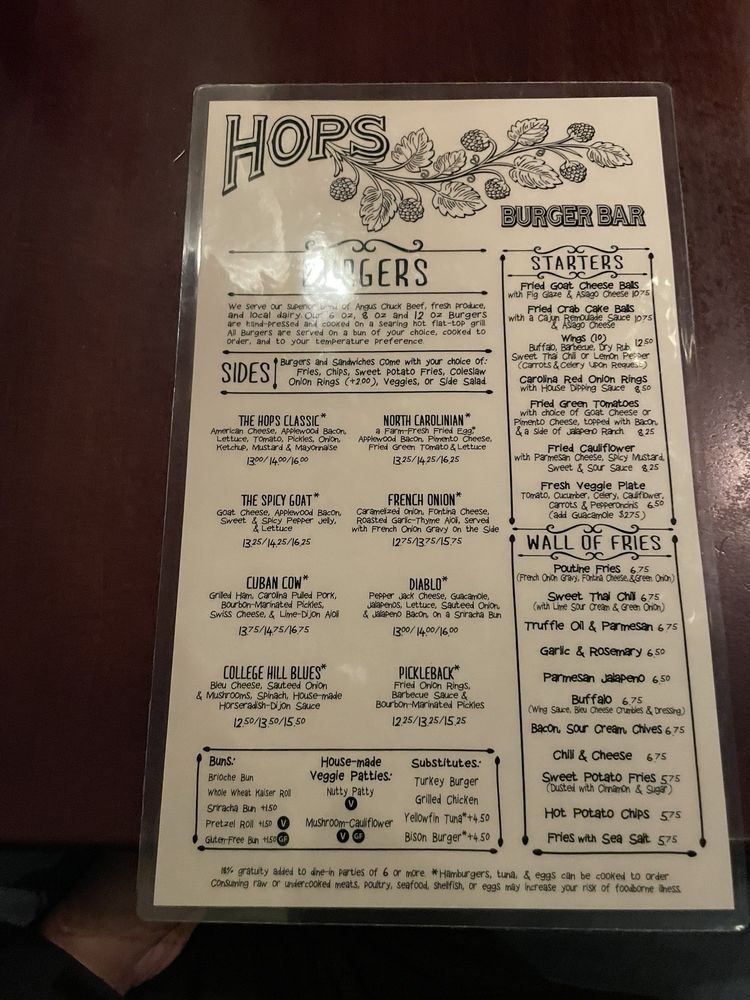 HOPS
BURGER BAR
BURGERS
We serve our superior blend of Angus Chuck Beef, fresh produce,
and local dairy. Our 6 oz, 8 oz and 12 oz Burgers
are hand-pressed and cooked on a searing hot flat-top grill.
All Burgers are served on a bun of your choice, cooked to
order, and to your temperature preference.
SIDES
Burgers and Sandwiches Come with your choice of:
Fries, Chips, Sweet Potato Fries, Coleslaw
Onion Rings (+2.00), Veggies, or Side Salad
THE HOPS CLASSIC*
American Cheese, Applewood Bacon,
Lettuce, Tomato, Pickles, Onion,
Ketchup, Mustard & Mayonnaise
13.00/14.00/16.00
NORTH CAROLINIAN*
a Farm-Fresh Fried Egg*
Applewood Bacon, Pimento Cheese,
Fried Green Tomato & Lettuce
13.25/14.25/16.25
THE SPICY GOAT*
Goat Cheese, Applewood Bacon,
Sweet & Spicy Pepper Jelly,
& Lettuce
13.25/14.25/16.25
FRENCH ONION*
Caramelized Onion, Fontina Cheese,
Roasted Garlic-Thyme Aioli, served
with French Onion Gravy on the Side
12.75/13.75/15.75
CUBAN COW*
Grilled Ham, Carolina Pulled Pork,
Bourbon-Marinated Pickles,
Swiss Cheese, & Lime-Dijon Aioli
13.75/14.75/16.75
DIABLO*
Pepper Jack Cheese, Guacamole,
Jalapenos, Lettuce, Sauteed Onion,
& Jalapeno Bacon, on a Sriracha Bun
13.00/14.00/16.00
COLLEGE HILL BLUES*
Bleu Cheese, Sauteed Onion
& Mushrooms, Spinach, House-made
Horseradish-Dijon Sauce
12.50/13.50/15.50
PICKLEBACK*
Fried Onion Rings,
Barbecue Sauce &
Bourbon-Marinated Pickles
12.25/13.25/15.25
Buns:
Brioche Bun
Whole Wheat Kaiser Roll
Sriracha Bun +1.50
Pretzel Roll +1.50 V
Gluten-Free Bun +1.50 GF
House-made
Veggie Patties:
Nutty Patty
V
Mushroom-Cauliflower
V GF
Substitutes:
Turkey Burger
Grilled Chicken
Yellowfin Tuna*+4.50
Bison Burger*+4.50
STARTERS
Fried Goat Cheese Balls
with Fig Glaze & Asiago Cheese 10.75
Fried Crab Cake Balls
with a Cajun Remoulade Sauce 10.75
& Asiago Cheese
Wings (10)
Buffalo, Barbecue, Dry Rub, 12.50
Sweet Thai Chili or Lemon Pepper
(Carrots & Celery Upon Request)
Carolina Red Onion Rings
with House Dipping Sauce 8.50
Fried Green Tomatoes
with choice of Goat Cheese or
Pimento Cheese, topped with Bacon,
& a side of Jalapeno Ranch. 8.25
Fried Cauliflower
with Parmesan Cheese, Spicy Mustard,
Sweet & Sour Sauce 8.25
Fresh Veggie Plate
Tomato, Cucumber, Celery, Cauliflower,
Carrots & Pepperoncinis 6.50
(add Guacamole $2.75)
WALL OF FRIES
Poutine Fries 6.75
(French Onion Gravy, Fontina Cheese, & Green Onion)
Sweet Thai Chili 6.75
(with Lime Sour Cream & Green Onion)
Truffle Oil & Parmesan 6.75
Garlic & Rosemary 6.50
Parmesan Jalapeno 6.50
Buffalo 6.75
(Wing Sauce, Bleu Cheese Crumbles & Dressing)
Bacon, Sour Cream, Chives 6.75
Chili & Cheese 6.75
Sweet Potato Fries 5.75
(Dusted with Cinnamon & Sugar)
Hot Potato Chips 5.75
Fries with Sea Salt 5.75
18% gratuity added to dine-in parties of 6 or more. *Hamburgers, tuna, & eggs can be cooked to order.
Consuming raw or undercooked meats, poultry, seafood, shellfish, or eggs may increase your risk of foodborne illness.